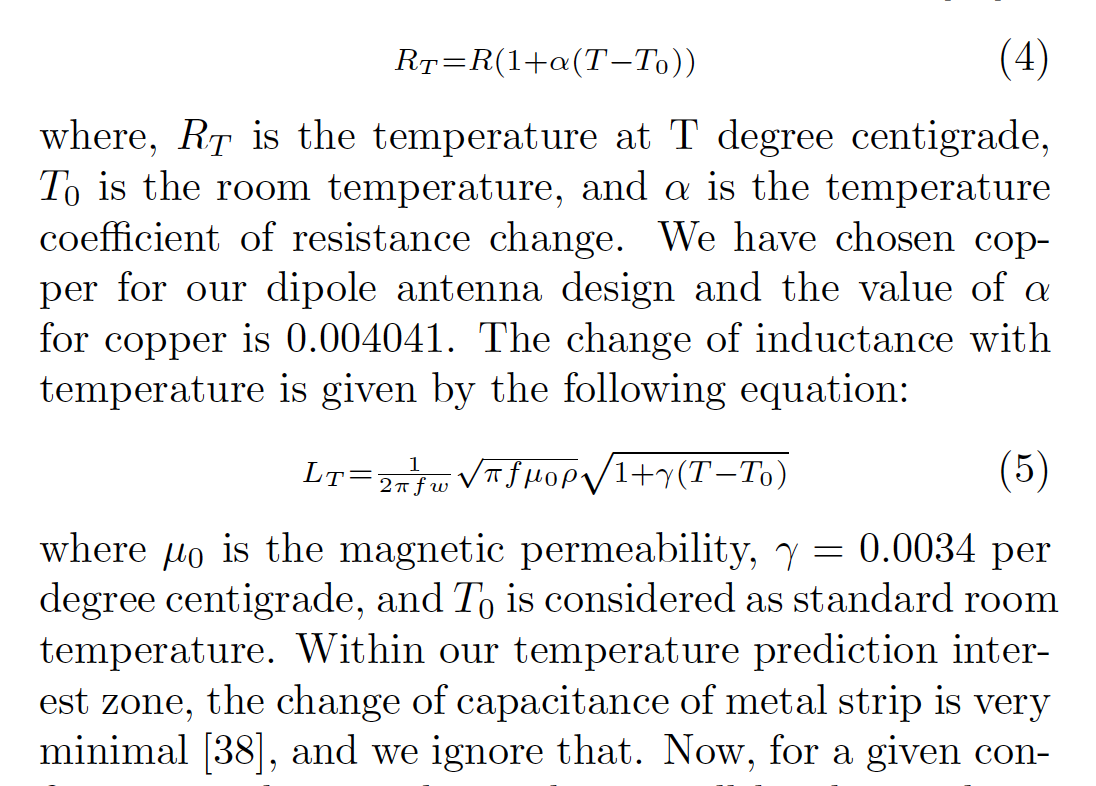 R_T=R(1+α(T−T_0)) (4)
where, R_T is the temperature at T degree centigrade,
T_0 is the room temperature, and α is the temperature
coefficient of resistance change. We have chosen cop-
per for our dipole antenna design and the value of α
for copper is 0.004041. The change of inductance with
temperature is given by the following equation:
L_T=\frac{1}{2πfw}\sqrt{πfμ_0ρ}\sqrt{1+γ(T−T_0)} (5)
where μ_0 is the magnetic permeability, γ = 0.0034 per
degree centigrade, and T_0 is considered as standard room
temperature. Within our temperature prediction inter-
est zone, the change of capacitance of metal strip is very
minimal [38], and we ignore that. Now, for a given con-